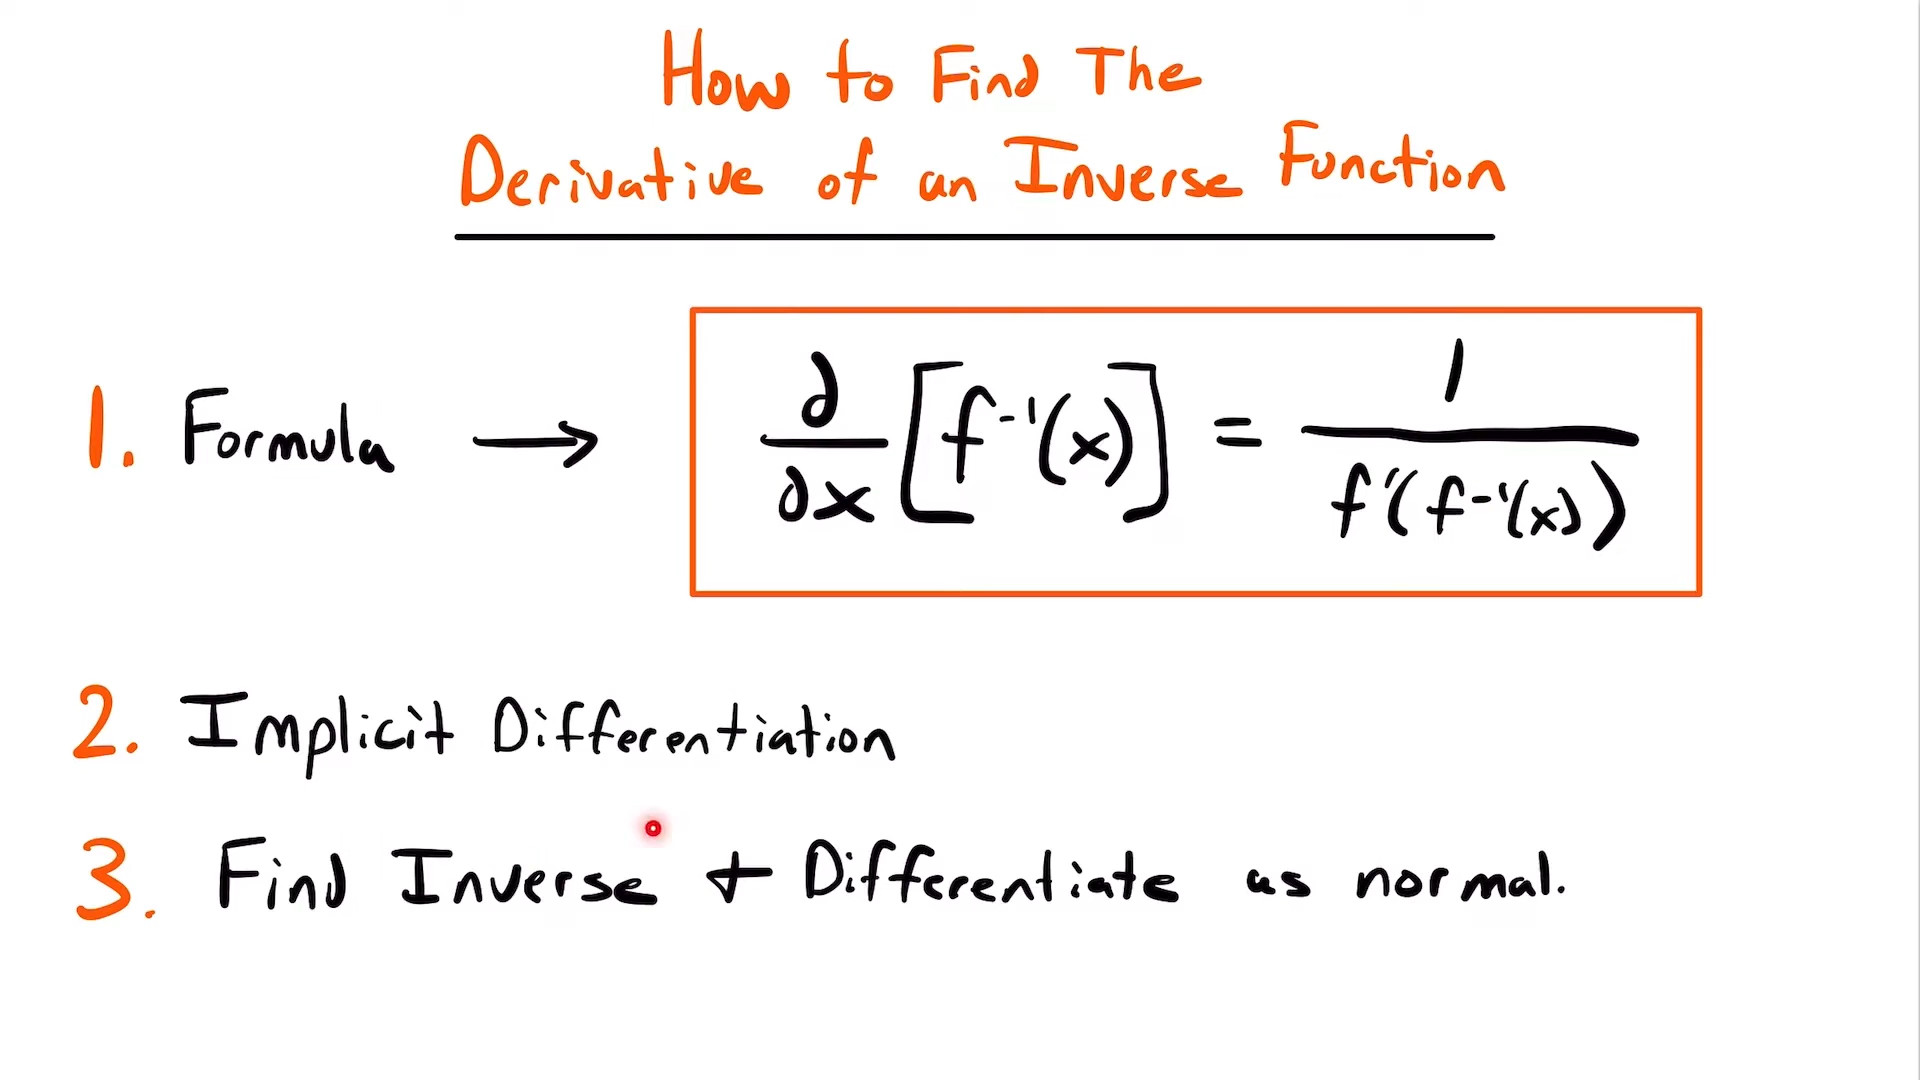 How to Find The
Derivative of an Inverse Function
1. Formula → ∂/∂x [f⁻¹(x)] = 1/f'(f⁻¹(x))
2. Implicit Differentiation
3. Find Inverse + Differentiate as normal.